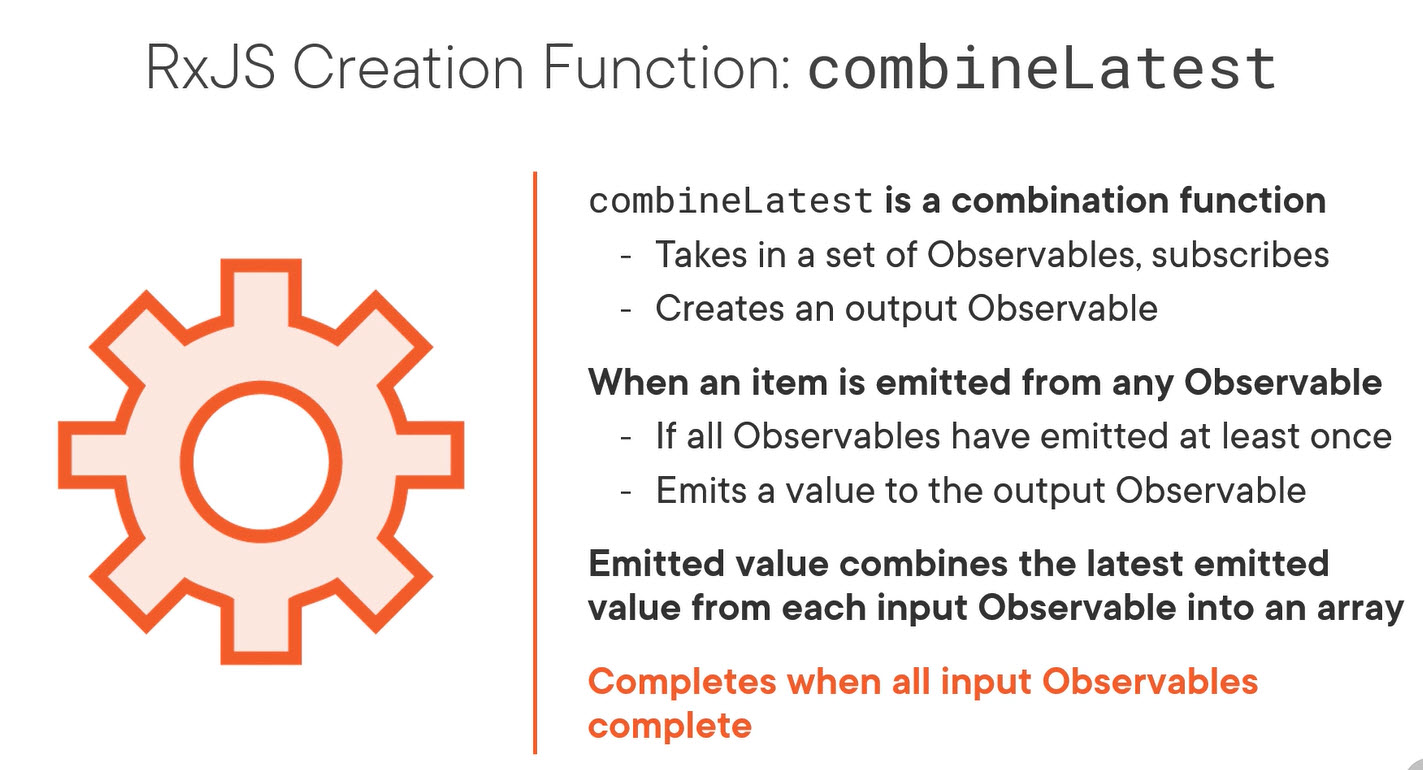 RxJS Creation Function: combineLatest
combineLatest is a combination function
- Takes in a set of Observables, subscribes
- Creates an output Observable
When an item is emitted from any Observable
- If all Observables have emitted at least once
- Emits a value to the output Observable
Emitted value combines the latest emitted
value from each input Observable into an array
Completes when all input Observables
complete